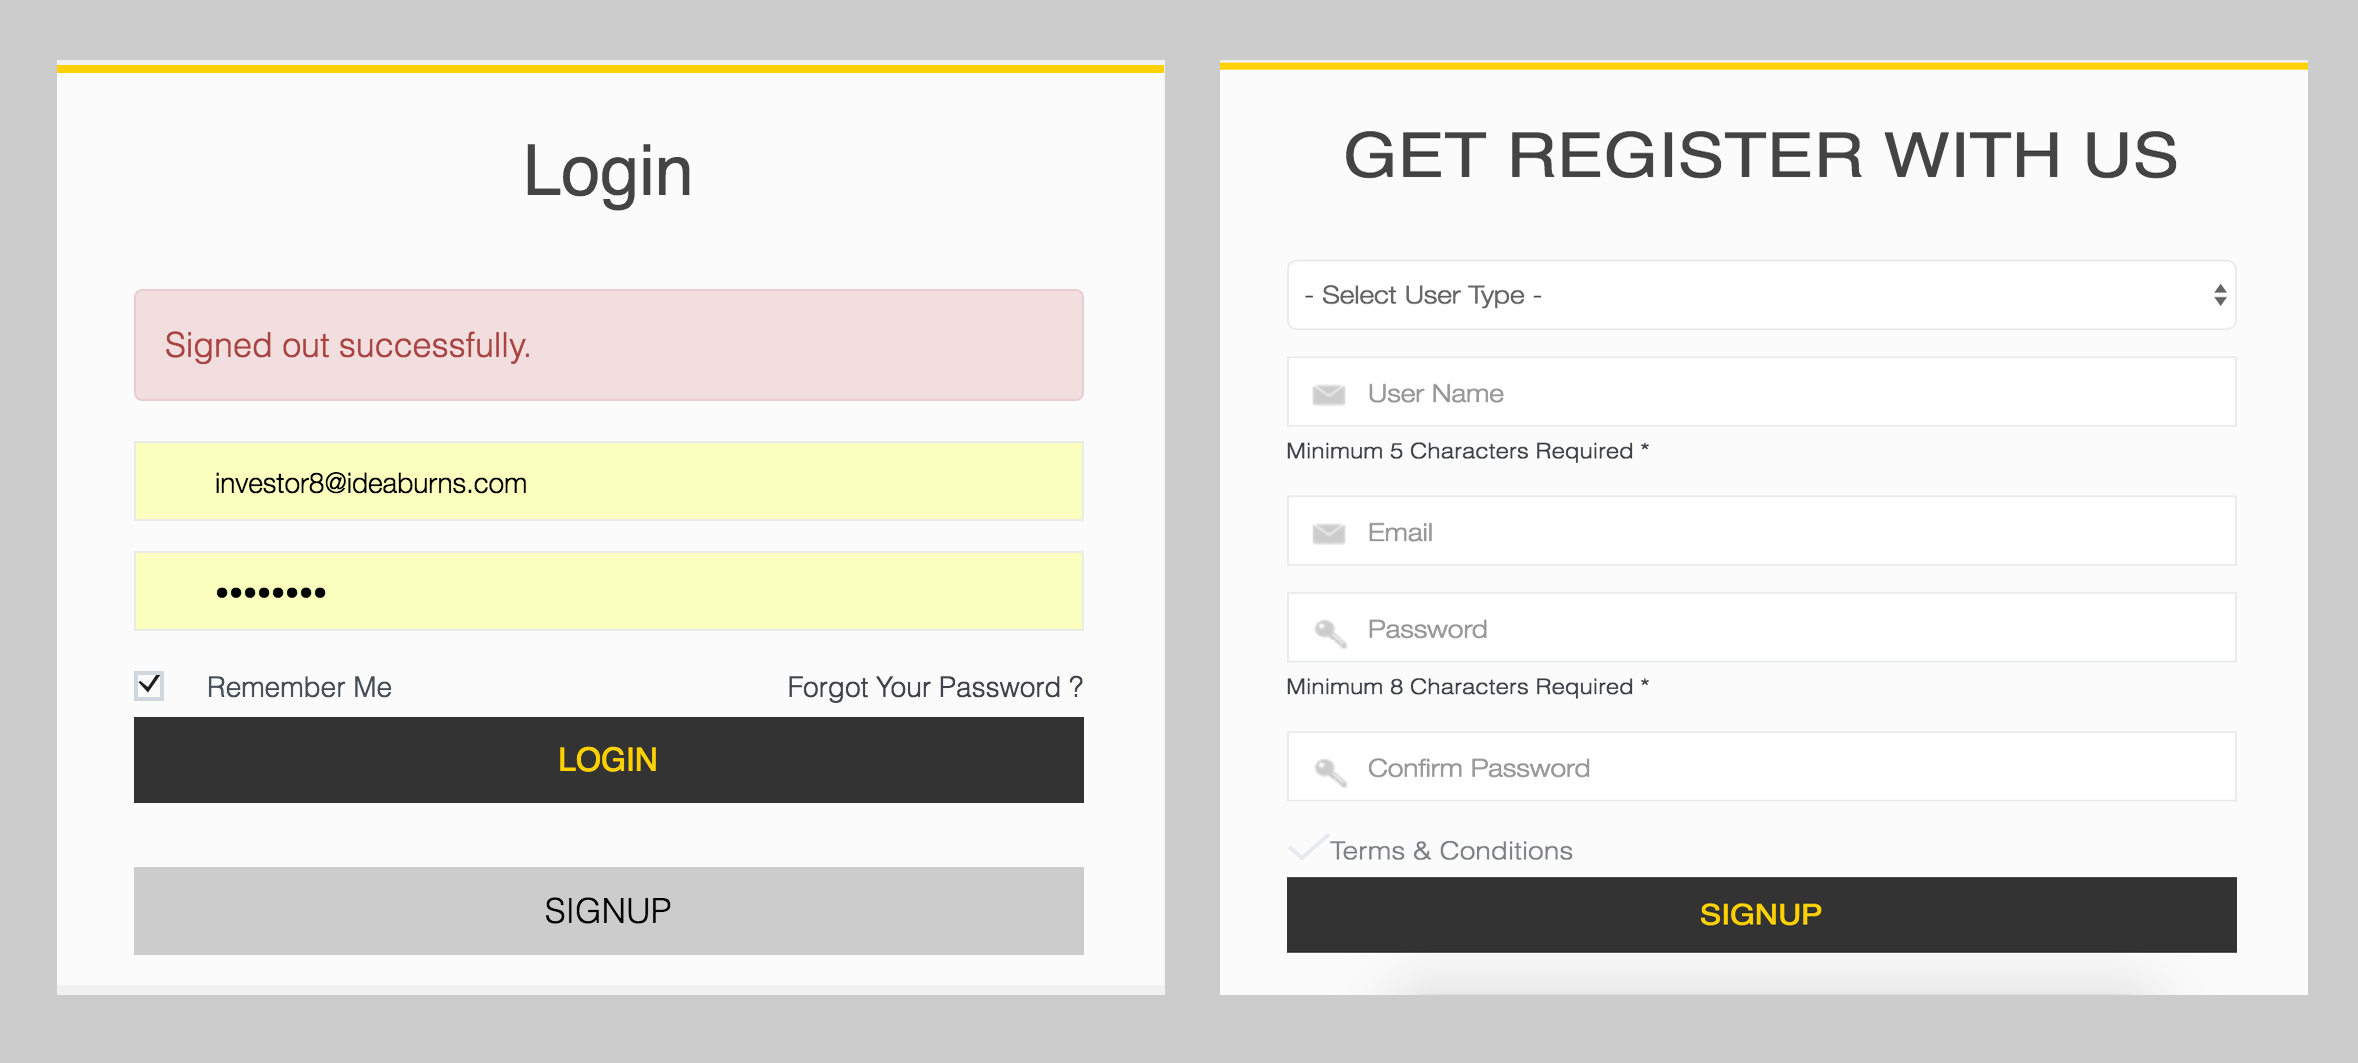 Login
Signed out successfully.
investor8@ideaburns.com
••••••••
Remember Me
Forgot Your Password ?
LOGIN
SIGNUP
GET REGISTER WITH US
- Select User Type -
User Name
Minimum 5 Characters Required *
Email
Password
Minimum 8 Characters Required *
Confirm Password
Terms & Conditions
SIGNUP